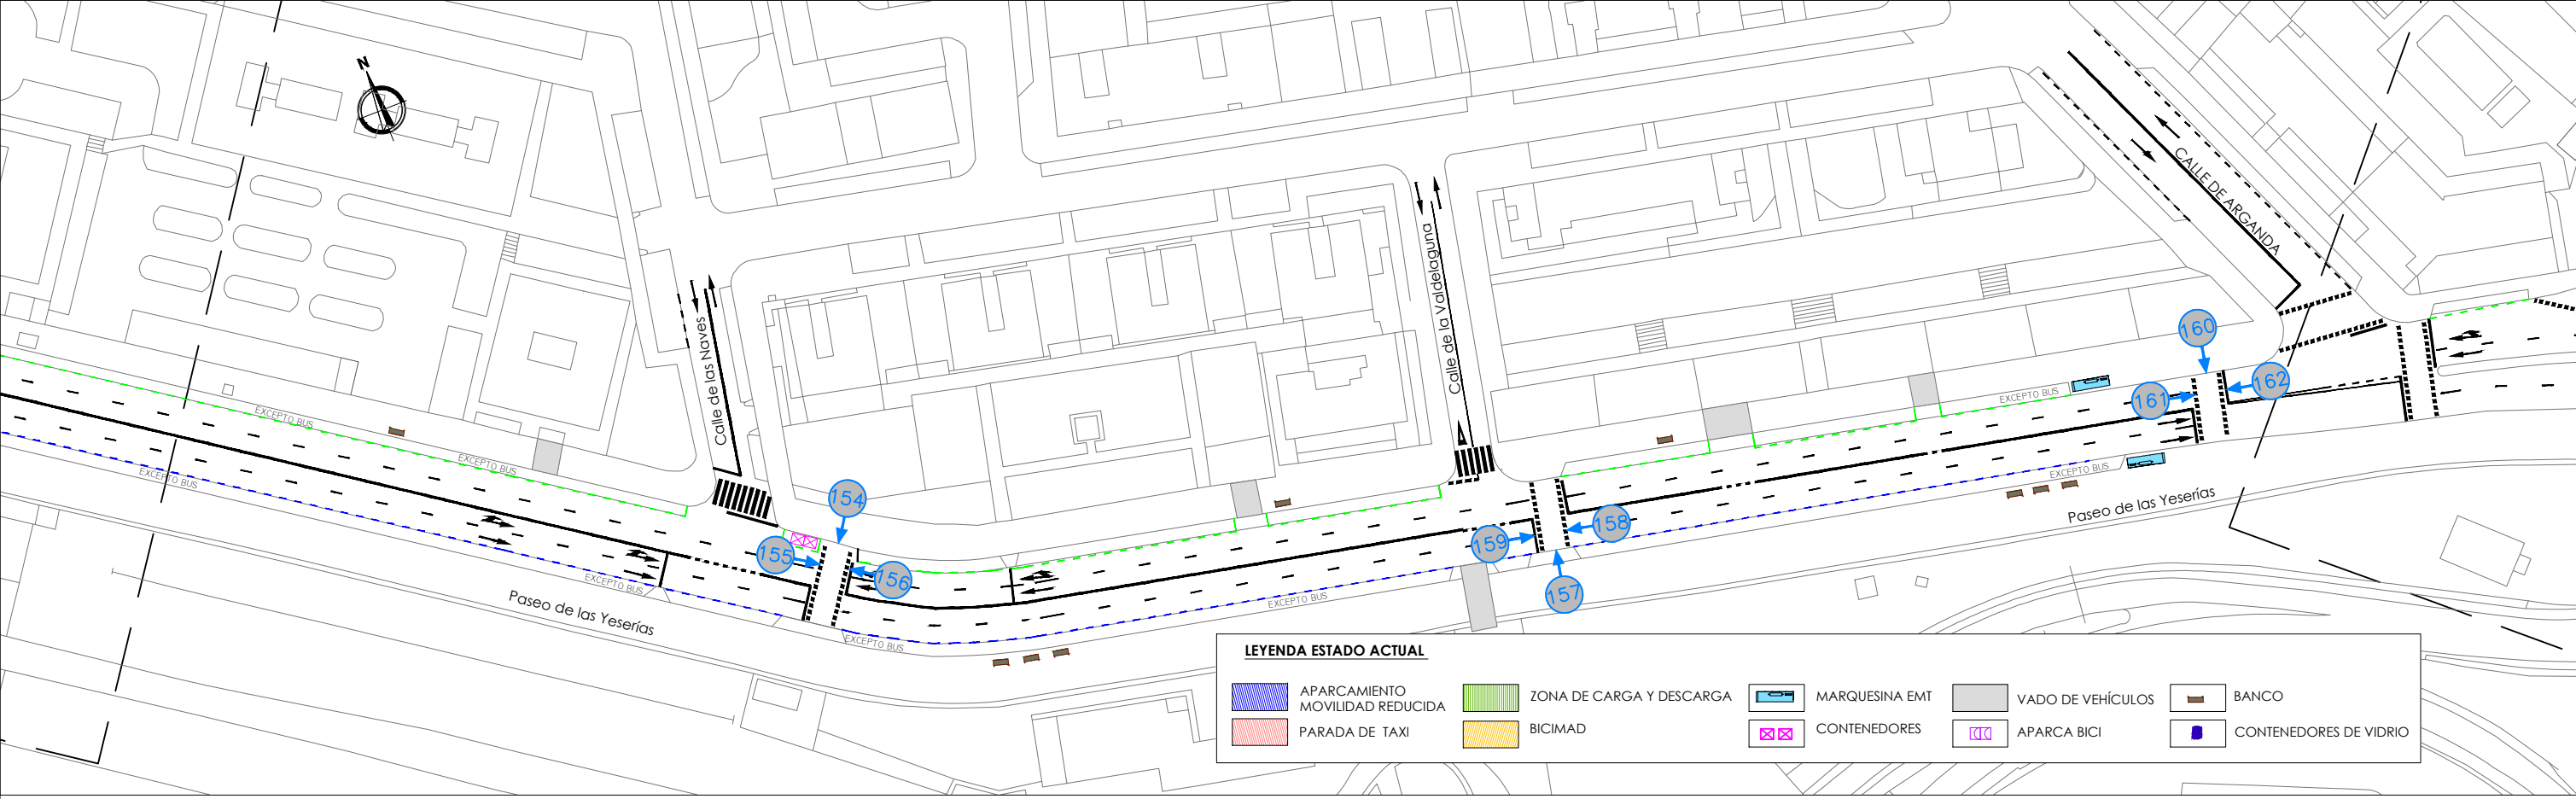 N
CALLE DE ARGANDA
Calle de la Valdelaguna
Calle de las Naves
160
162
161
EXCEPTO BUS
EXCEPTO BUS
EXCEPTO BUS
EXCEPTO BUS
EXCEPTO BUS
Paseo de las Yeserías
154
155
156
158
159
157
EXCEPTO BUS
EXCEPTO BUS
EXCEPTO BUS
Paseo de las Yeserías
LEYENDA ESTADO ACTUAL
APARCAMIENTO
MOVILIDAD REDUCIDA
ZONA DE CARGA Y DESCARGA
MARQUESINA EMT
VADO DE VEHÍCULOS
BANCO
PARADA DE TAXI
BICIMAD
CONTENEDORES
APARCA BICI
CONTENEDORES DE VIDRIO